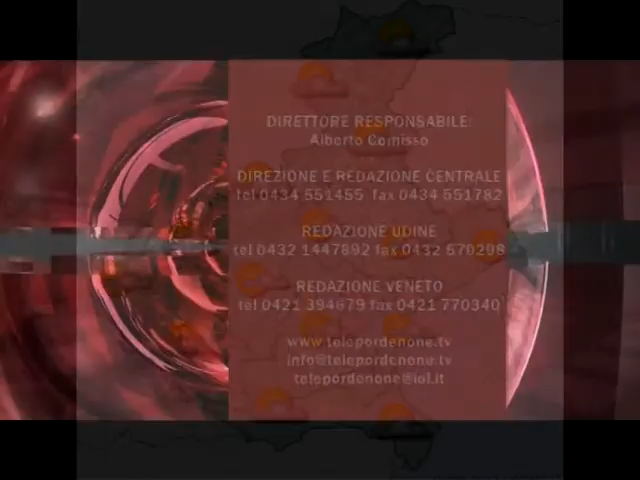 DIRETTORE RESPONSABILE:
Alberto Comisso
DIREZIONE E REDAZIONE CENTRALE
tel 0434 551455 fax 0434 551782
REDAZIONE UDINE
tel 0432 1447892 fax 0432 570298
REDAZIONE VENETO
tel 0421 394679 fax 0421 770340
www.telepordenone.tv
info@telepordenone.tv
telepordenone@iol.it